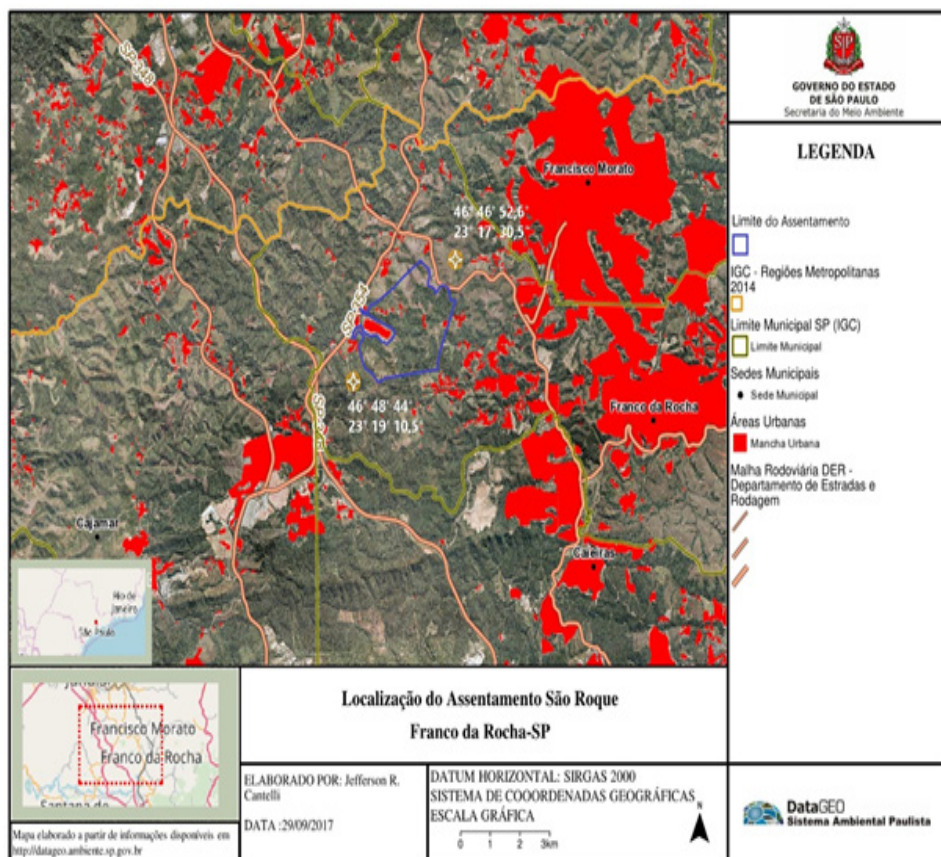 SP-348
Francisco Morato
46° 46' 52,6"
23° 17' 30,5"
SP-354
46° 48' 44"
23° 19' 10,5"
Franco da Rocha
Cajamar
Caieiras
Rio de
Janeiro
São Paulo
GOVERNO DO ESTADO
DE SÃO PAULO
Secretaria do Meio Ambiente
LEGENDA
Limite do Assentamento
IGC - Regiões Metropolitanas
2014
Limite Municipal SP (IGC)
Limite Municipal
Sedes Municipais
Sede Municipal
Áreas Urbanas
Mancha Urbana
Malha Rodoviária DER -
Departamento de Estradas e
Rodagem
Francisco Morato
Franco da Rocha
Santana de
Mapa elaborado a partir de informações disponíveis em
http://datageo.ambiente.sp.gov.br
Localização do Assentamento São Roque
Franco da Rocha-SP
ELABORADO POR: Jefferson R.
Cantelli
DATA :29/09/2017
DATUM HORIZONTAL: SIRGAS 2000
SISTEMA DE COOORDENADAS GEOGRÁFICAS
ESCALA GRÁFICA
0 1 2 3km
N
DataGEO
Sistema Ambiental Paulista